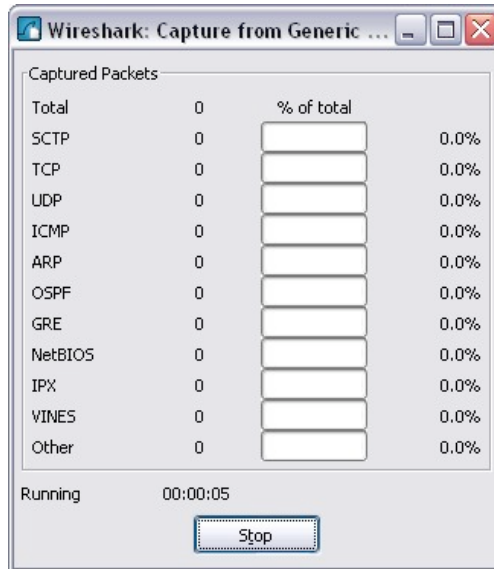 Wireshark: Capture from Generic ...
Captured Packets
Total 0 % of total
SCTP 0 0.0%
TCP 0 0.0%
UDP 0 0.0%
ICMP 0 0.0%
ARP 0 0.0%
OSPF 0 0.0%
GRE 0 0.0%
NetBIOS 0 0.0%
IPX 0 0.0%
VINES 0 0.0%
Other 0 0.0%
Running 00:00:05
Stop